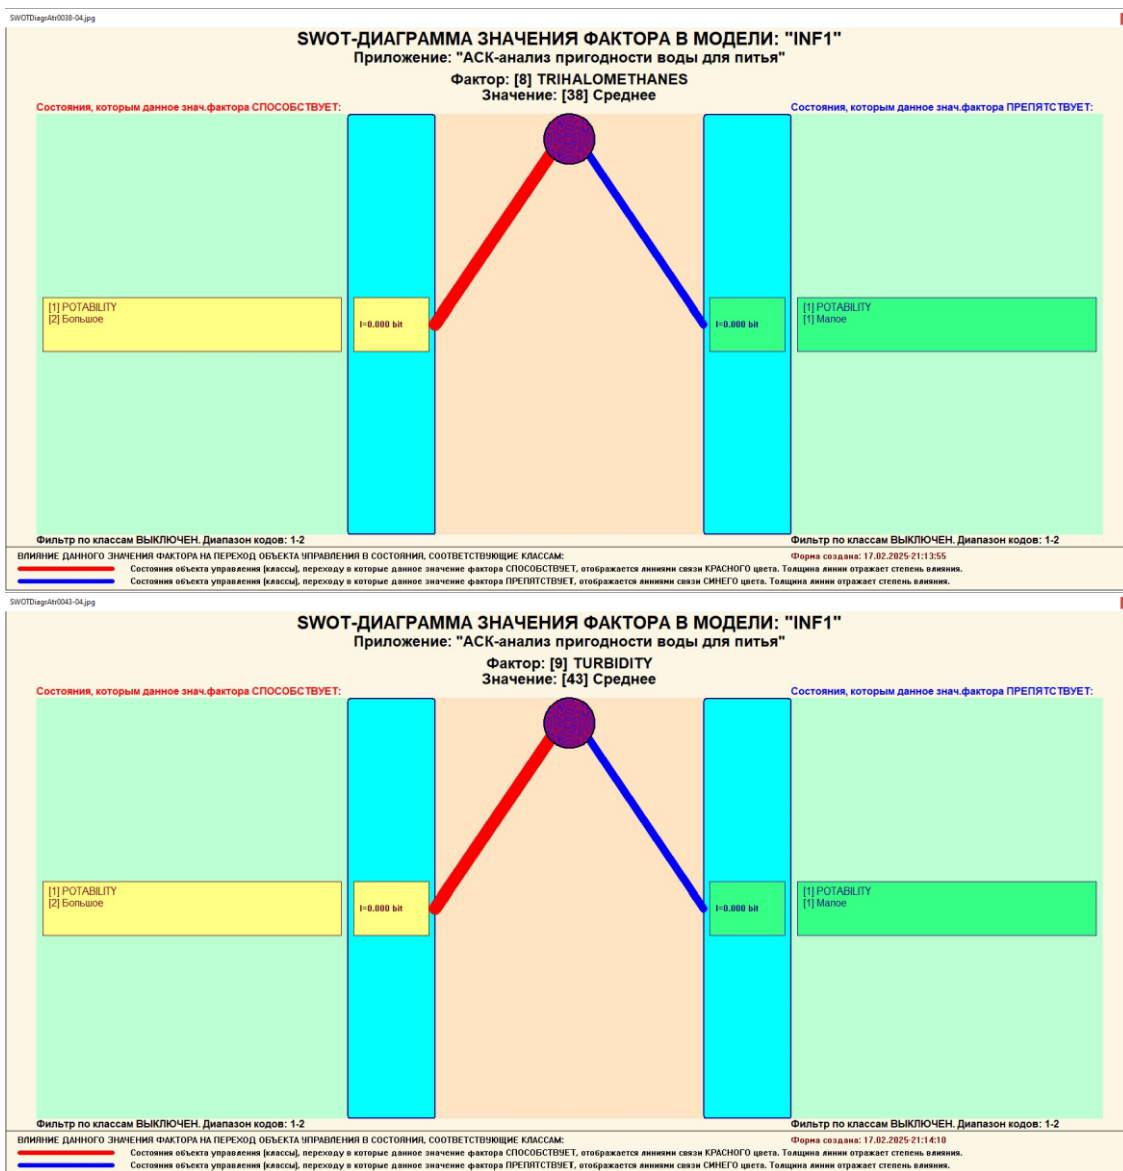 SWOTDiagrAtr0038-04.jpg
SWOT-ДИАГРАММА ЗНАЧЕНИЯ ФАКТОРА В МОДЕЛИ: "INF1"
Приложение: "АСК-анализ пригодности воды для питья"
Фактор: [8] TRIHALOMETHANES
Значение: [38] Среднее
Состояния, которым данное знач.фактора СПОСОБСТВУЕТ:
Состояния, которым данное знач.фактора ПРЕПЯТСТВУЕТ:
[1] POTABILITY
[2] Большое
I=0.000 bit
I=0.000 bit
[1] POTABILITY
[1] Малое
Фильтр по классам ВЫКЛЮЧЕН. Диапазон кодов: 1-2
Фильтр по классам ВЫКЛЮЧЕН. Диапазон кодов: 1-2
ВЛИЯНИЕ ДАННОГО ЗНАЧЕНИЯ ФАКТОРА НА ПЕРЕХОД ОБЪЕКТА УПРАВЛЕНИЯ В СОСТОЯНИЯ, СООТВЕТСТВУЮЩИЕ КЛАССАМ:
Форма создана: 17.02.2025-21:13:55
Состояния объекта управления (классы), переходу в которые данное значение фактора СПОСОБСТВУЕТ, отображается линиями связи КРАСНОГО цвета. Толщина линии отражает степень влияния.
Состояния объекта управления (классы), переходу в которые данное значение фактора ПРЕПЯТСТВУЕТ, отображается линиями связи СИНЕГО цвета. Толщина линии отражает степень влияния.
SWOTDiagrAtr0043-04.jpg
SWOT-ДИАГРАММА ЗНАЧЕНИЯ ФАКТОРА В МОДЕЛИ: "INF1"
Приложение: "АСК-анализ пригодности воды для питья"
Фактор: [9] TURBIDITY
Значение: [43] Среднее
Состояния, которым данное знач.фактора СПОСОБСТВУЕТ:
Состояния, которым данное знач.фактора ПРЕПЯТСТВУЕТ:
[1] POTABILITY
[2] Большое
I=0.000 bit
I=0.000 bit
[1] POTABILITY
[1] Малое
Фильтр по классам ВЫКЛЮЧЕН. Диапазон кодов: 1-2
Фильтр по классам ВЫКЛЮЧЕН. Диапазон кодов: 1-2
ВЛИЯНИЕ ДАННОГО ЗНАЧЕНИЯ ФАКТОРА НА ПЕРЕХОД ОБЪЕКТА УПРАВЛЕНИЯ В СОСТОЯНИЯ, СООТВЕТСТВУЮЩИЕ КЛАССАМ:
Форма создана: 17.02.2025-21:14:10
Состояния объекта управления (классы), переходу в которые данное значение фактора СПОСОБСТВУЕТ, отображается линиями связи КРАСНОГО цвета. Толщина линии отражает степень влияния.
Состояния объекта управления (классы), переходу в которые данное значение фактора ПРЕПЯТСТВУЕТ, отображается линиями связи СИНЕГО цвета. Толщина линии отражает степень влияния.